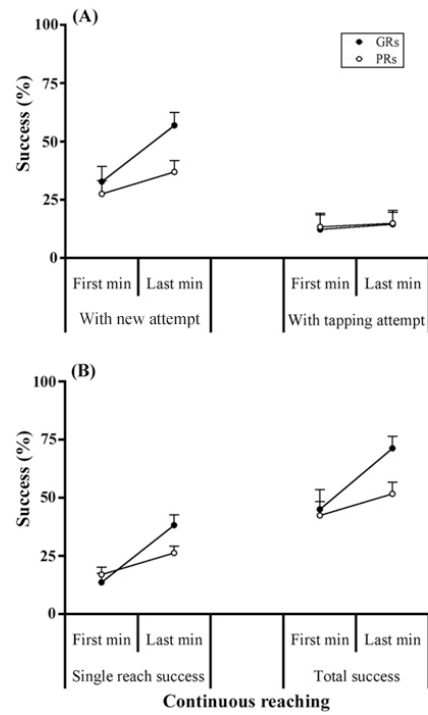 (A)
GRs
PRs
Success (%)
100
75
50
25
0
First min Last min First min Last min
With new attempt With tapping attempt
(B)
Success (%)
100
75
50
25
0
First min Last min First min Last min
Single reach success Total success
Continuous reaching